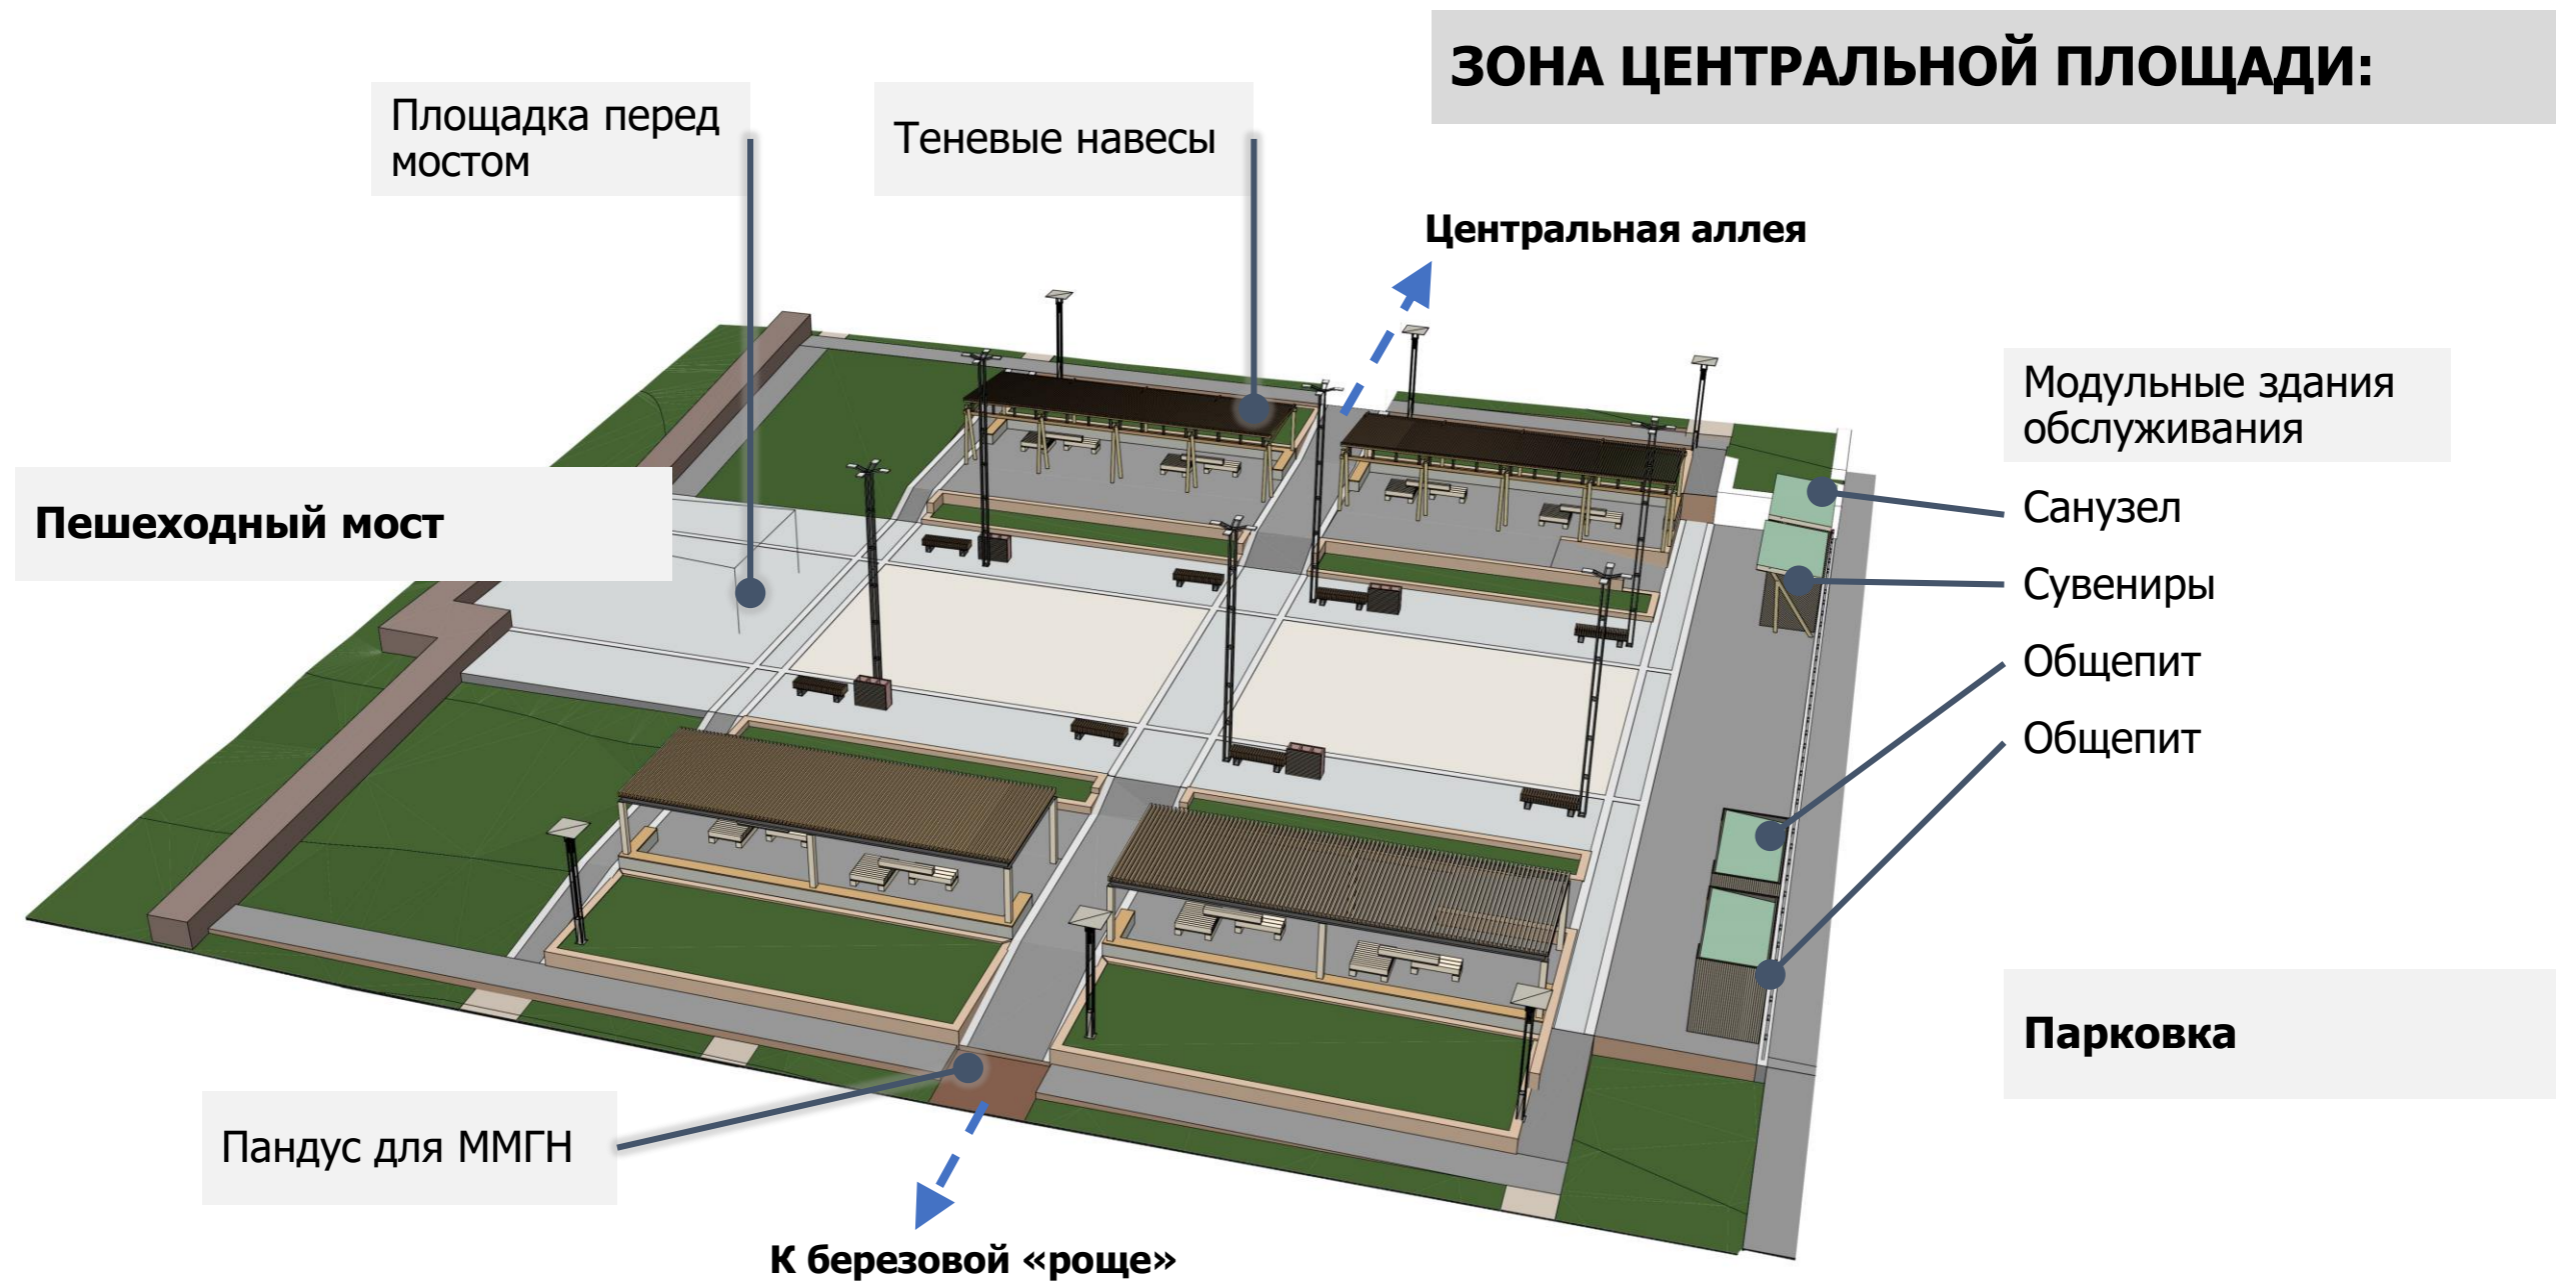 ЗОНА ЦЕНТРАЛЬНОЙ ПЛОЩАДИ:
Площадка перед
мостом
Теневые навесы
Центральная аллея
Модульные здания
обслуживания
Пешеходный мост
Санузел
Сувениры
Общепит
Общепит
Парковка
Пандус для ММГН
К березовой «роще»